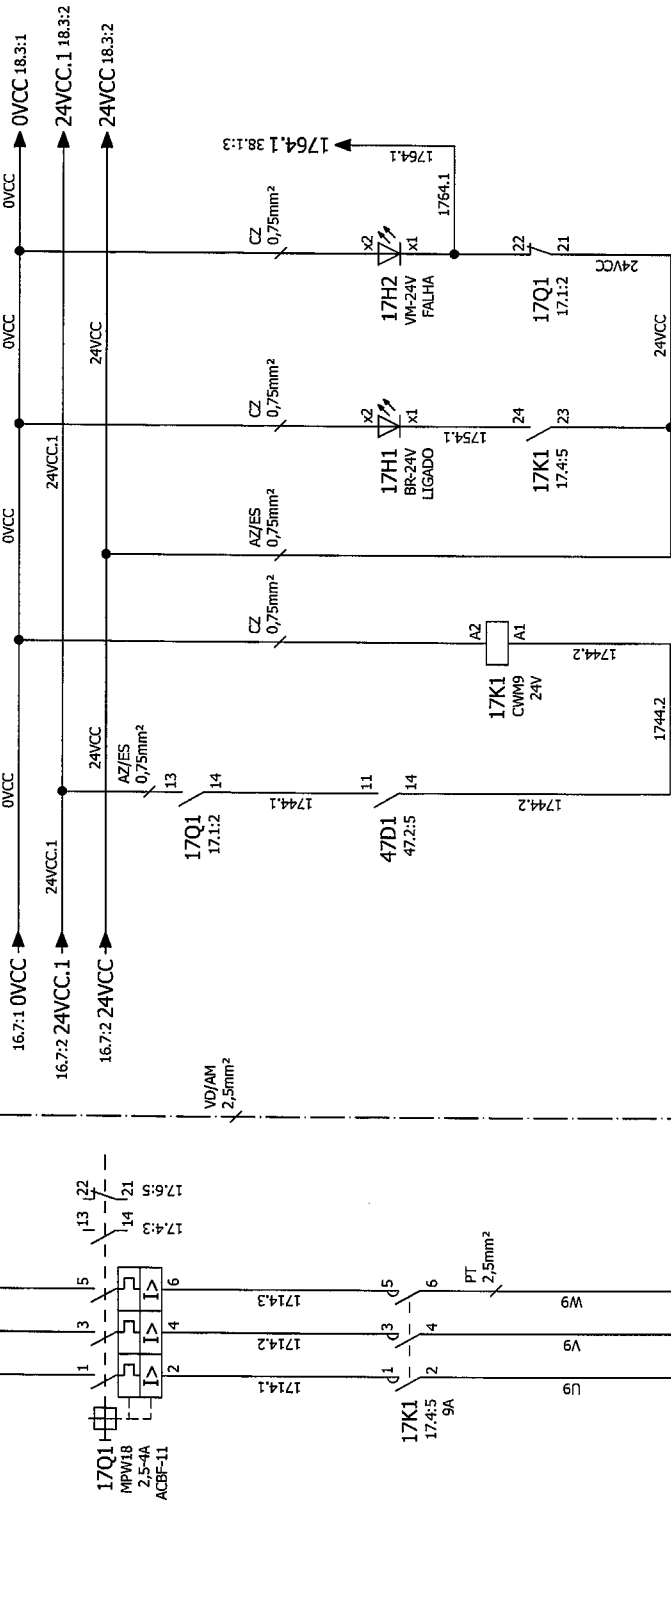 0VCC 18.3:1
24VCC.1 18.3:2
24VCC 18.3:2
0VCC
0VCC
0VCC
0VCC
24VCC.1
24VCC.1
24VCC
24VCC
16.7:1 0VCC
16.7:2 24VCC.1
16.7:2 24VCC
AZ/ES
0,75mm²
13
14
17Q1
17.1:2
1744.1
11
14
47D1
47.2:5
1744.2
1744.2
CZ
0,75mm²
A2
A1
17K1
CWM9
24V
1744.2
AZ/ES
0,75mm²
CZ
0,75mm²
x2
x1
17H1
BR-24V
LIGADO
1754.1
24
23
17K1
17.4:5
24VCC
CZ
0,75mm²
x2
x1
17H2
VM-24V
FALHA
1764.1
1764.1
1764.1 38.1:3
22
21
17Q1
17.1:2
24VCC
VD/AM
2,5mm²
17Q1
MPW18
2,5-4A
ACBF-11
1
3
5
I>
I>
I>
2
4
6
13
14
17.4:3
22
21
17.6:5
1714.1
1714.2
1714.3
17K1
17.4:5
9A
1
3
5
2
4
6
PT
2,5mm²
U9
V9
W9